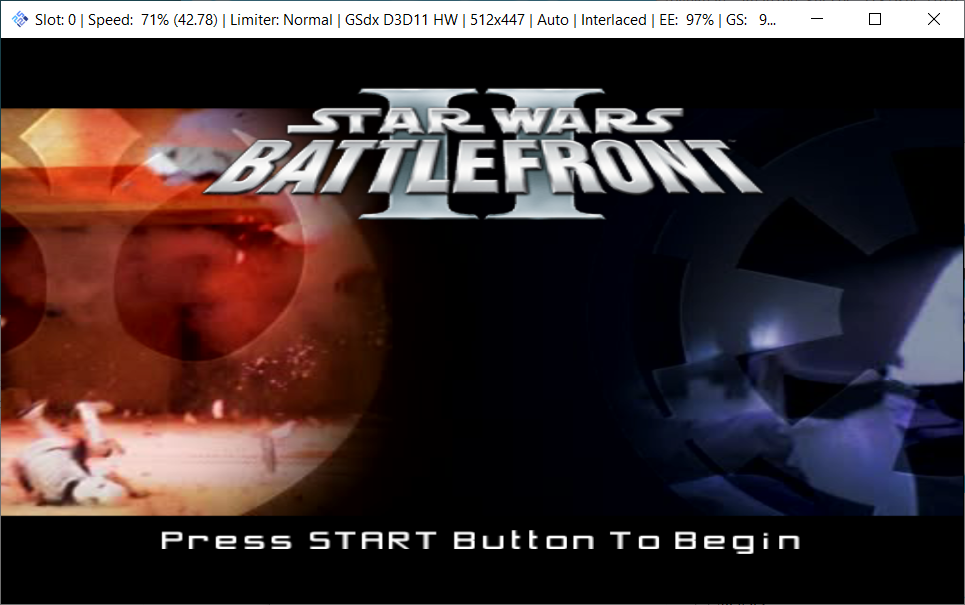 Slot: 0 | Speed: 71% (42.78) | Limiter: Normal | GSdx D3D11 HW | 512x447 | Auto | Interlaced | EE: 97% | GS: 9...
II
STAR WARS
BATTLEFRONT
Press START Button To Begin